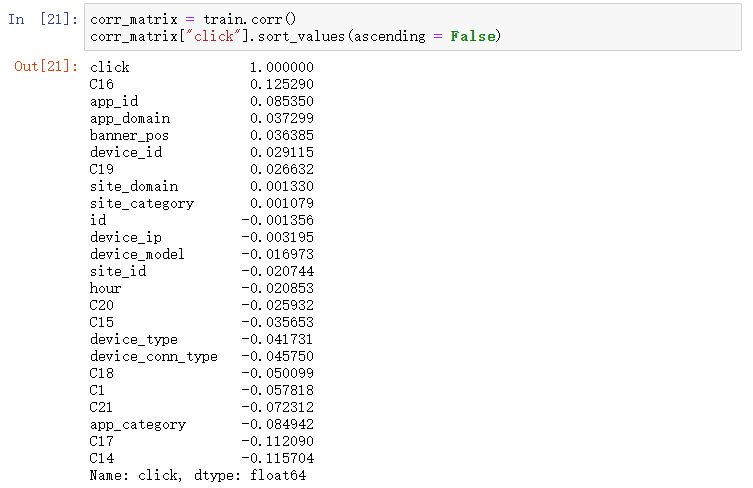 In [21]: corr_matrix = train.corr()
corr_matrix["click"].sort_values(ascending = False)
Out[21]: click 1.000000
C16 0.125290
app_id 0.085350
app_domain 0.037299
banner_pos 0.036385
device_id 0.029115
C19 0.026632
site_domain 0.001330
site_category 0.001079
id -0.001356
device_ip -0.003195
device_model -0.016973
site_id -0.020744
hour -0.020853
C20 -0.025932
C15 -0.035653
device_type -0.041731
device_conn_type -0.045750
C18 -0.050099
C1 -0.057818
C21 -0.072312
app_category -0.084942
C17 -0.112090
C14 -0.115704
Name: click, dtype: float64